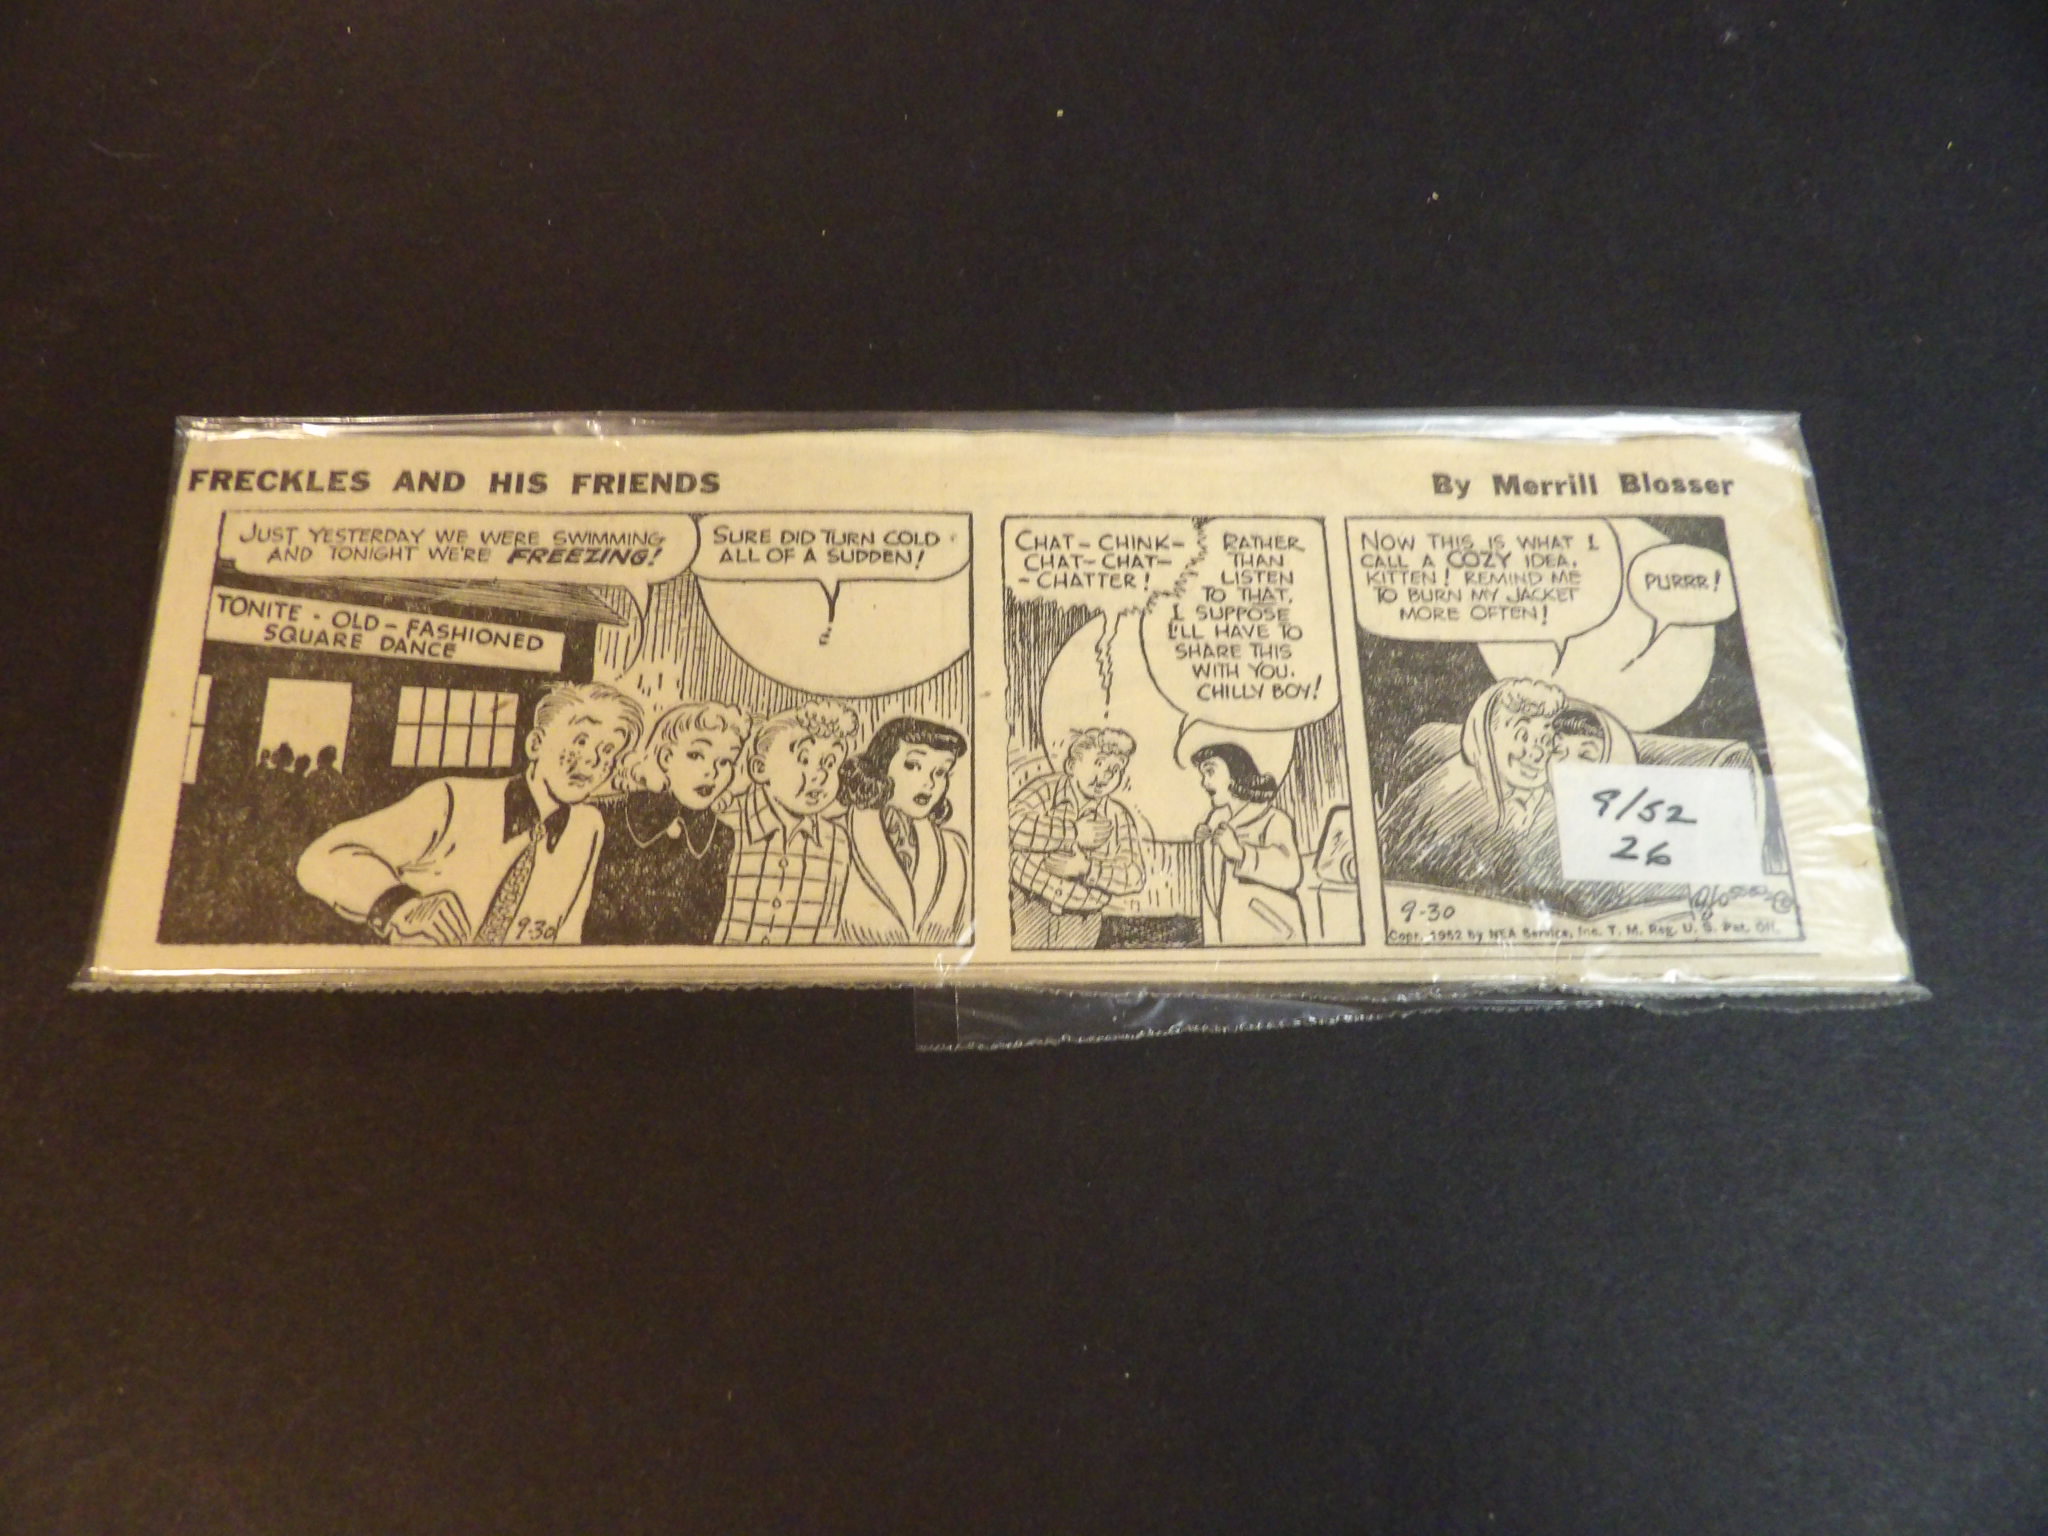 FRECKLES AND HIS FRIENDS
By Merrill Blosser
JUST YESTERDAY WE WERE SWIMMING
AND TONIGHT WE'RE FREEZING!
SURE DID TURN COLD
ALL OF A SUDDEN!
TONITE - OLD-FASHIONED
SQUARE DANCE
9-30
CHAT-CHINK-
CHAT-CHAT-
-CHATTER!
RATHER
THAN
LISTEN
TO THAT,
I SUPPOSE
I'LL HAVE TO
SHARE THIS
WITH YOU,
CHILLY BOY!
NOW THIS IS WHAT I
CALL A COZY IDEA,
KITTEN! REMIND ME
TO BURN MY JACKET
MORE OFTEN!
PURRR!
9/52
26
Blosser
9-30
Copr. 1952 by NEA Service, Inc. T. M. Reg. U. S. Pat. Off.